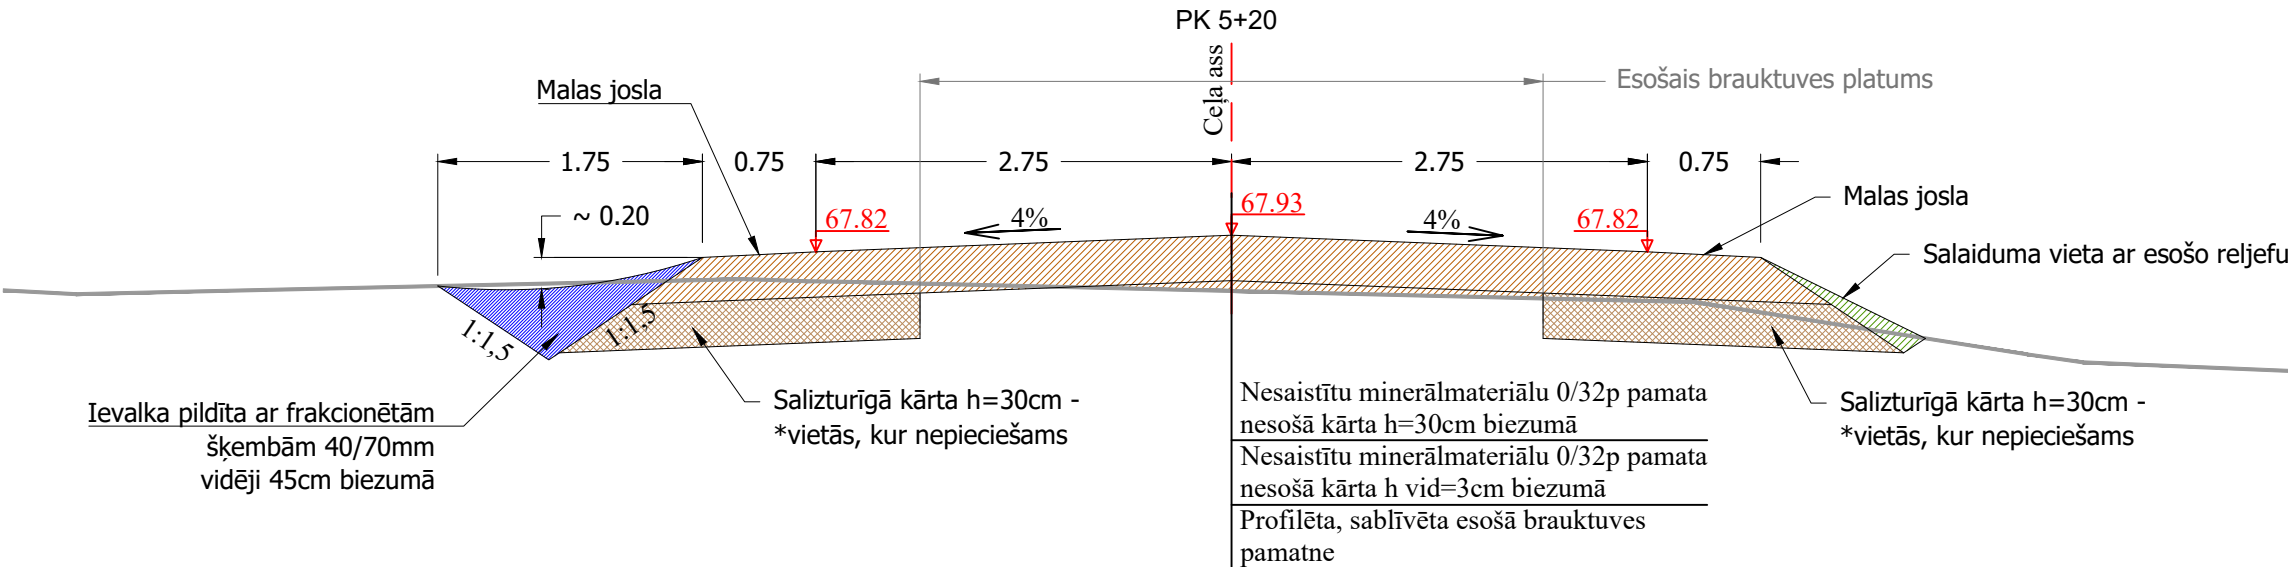 PK 5+20
Ceļa ass
Esošais brauktuves platums
Malas josla
1.75
0.75
2.75
2.75
0.75
~ 0.20
67.82
4%
67.93
4%
67.82
Malas josla
Salaiduma vieta ar esošo reljefu
1:1,5
1:1,5
Ievalka pildīta ar frakcionētām
šķembām 40/70mm
vidēji 45cm biezumā
Salizturīgā kārta h=30cm -
*vietās, kur nepieciešams
Nesaistītu minerālmateriālu 0/32p pamata
nesošā kārta h=30cm biezumā
Nesaistītu minerālmateriālu 0/32p pamata
nesošā kārta h vid=3cm biezumā
Profilēta, sablīvēta esošā brauktuves
pamatne
Salizturīgā kārta h=30cm -
*vietās, kur nepieciešams